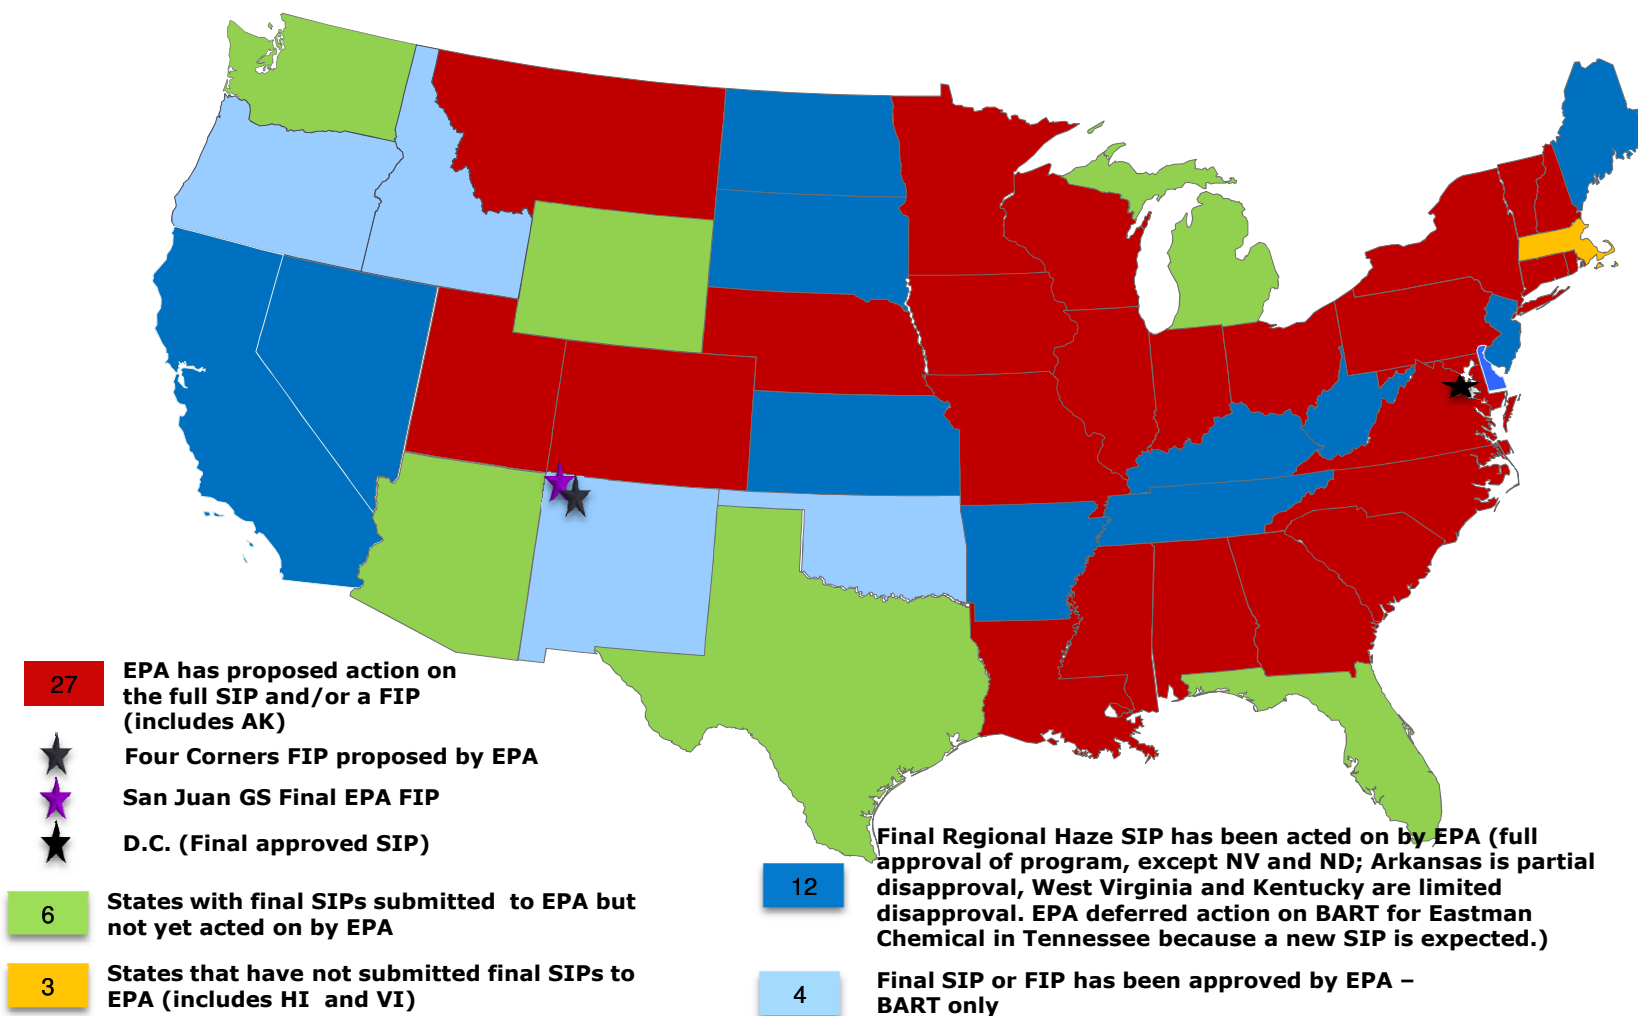 27
EPA has proposed action on
the full SIP and/or a FIP
(includes AK)
Four Corners FIP proposed by EPA
San Juan GS Final EPA FIP
D.C. (Final approved SIP)
6
States with final SIPs submitted  to EPA but
not yet acted on by EPA
3
States that have not submitted final SIPs to
EPA (includes HI  and VI)
12
Final Regional Haze SIP has been acted on by EPA (full
approval of program, except NV and ND; Arkansas is partial
disapproval, West Virginia and Kentucky are limited
disapproval. EPA deferred action on BART for Eastman
Chemical in Tennessee because a new SIP is expected.)
4
Final SIP or FIP has been approved by EPA –
BART only